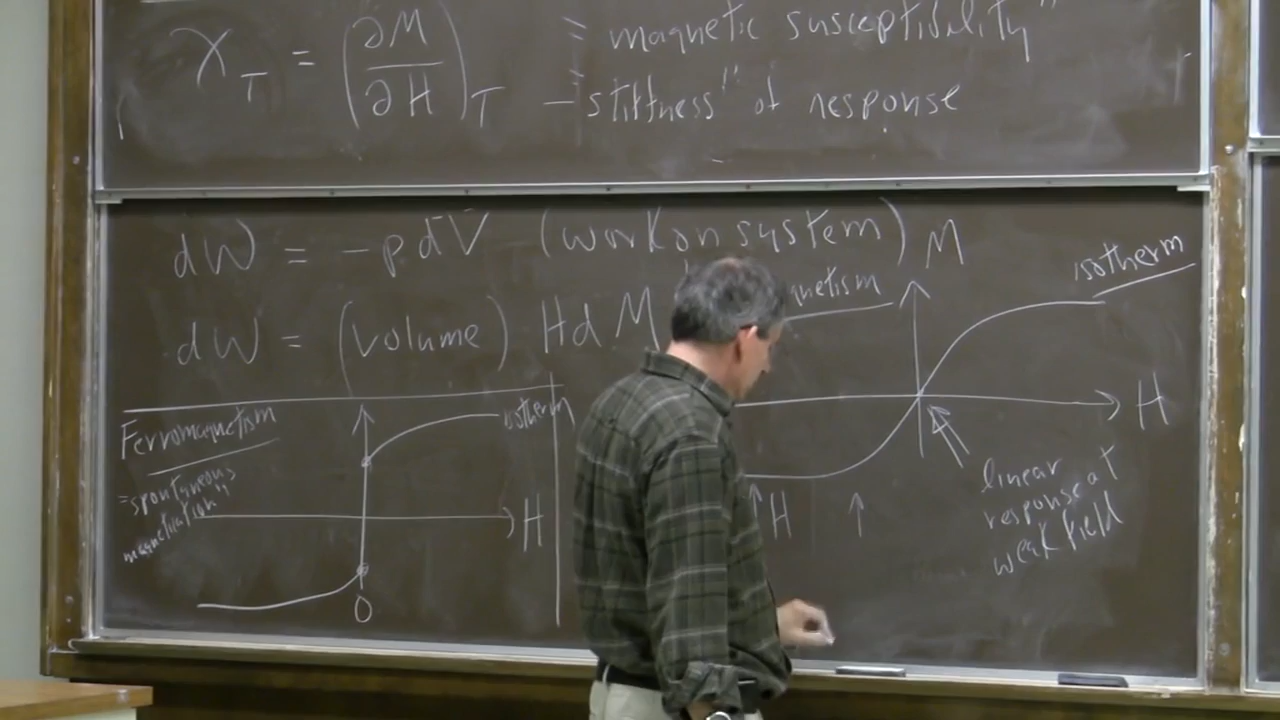 χ_T = (∂M/∂H)_T = magnetic susceptibility"
– "stiffness" of response
dW = -p dV (work on system)
dW = (volume) H d M
Ferromagnetism
="spontaneous
magnetization"
isotherm
H
0
M
isotherm
H
linear
response at
weak field
↑H ↑